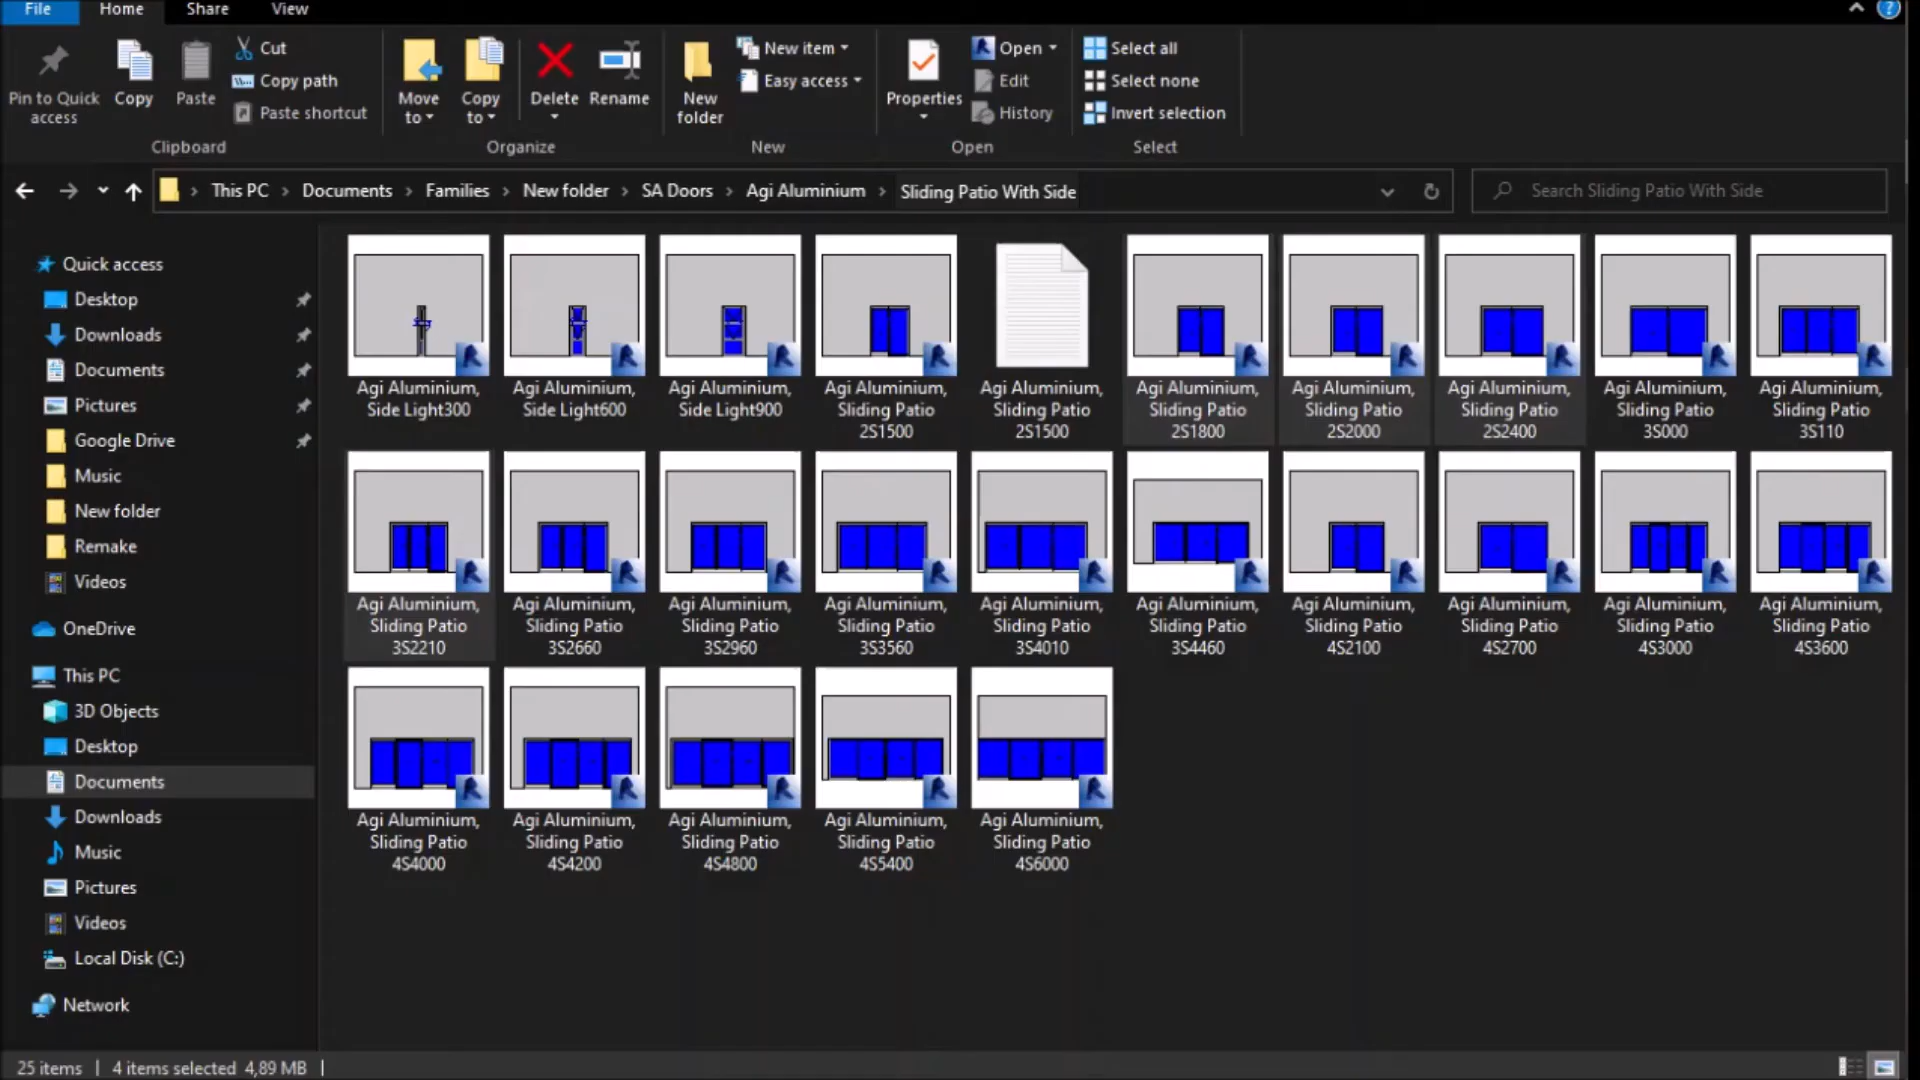 File Home Share View
Pin to Quick access
Copy
Paste
Cut
Copy path
Paste shortcut
Clipboard
Move to
Copy to
Delete
Rename
Organize
New folder
New item
Easy access
New
Properties
Open
Edit
History
Open
Select all
Select none
Invert selection
Select
This PC > Documents > Families > New folder > SA Doors > Agi Aluminium > Sliding Patio With Side
Search Sliding Patio With Side
Quick access
Desktop
Downloads
Documents
Pictures
Google Drive
Music
New folder
Remake
Videos
OneDrive
This PC
3D Objects
Desktop
Documents
Downloads
Music
Pictures
Videos
Local Disk (C:)
Network
Agi Aluminium, Side Light300
Agi Aluminium, Side Light600
Agi Aluminium, Side Light900
Agi Aluminium, Sliding Patio 2S1500
Agi Aluminium, Sliding Patio 2S1500
Agi Aluminium, Sliding Patio 2S1800
Agi Aluminium, Sliding Patio 2S2000
Agi Aluminium, Sliding Patio 2S2400
Agi Aluminium, Sliding Patio 3S000
Agi Aluminium, Sliding Patio 3S110
Agi Aluminium, Sliding Patio 3S2210
Agi Aluminium, Sliding Patio 3S2660
Agi Aluminium, Sliding Patio 3S2960
Agi Aluminium, Sliding Patio 3S3560
Agi Aluminium, Sliding Patio 3S4010
Agi Aluminium, Sliding Patio 3S4460
Agi Aluminium, Sliding Patio 4S2100
Agi Aluminium, Sliding Patio 4S2700
Agi Aluminium, Sliding Patio 4S3000
Agi Aluminium, Sliding Patio 4S3600
Agi Aluminium, Sliding Patio 4S4000
Agi Aluminium, Sliding Patio 4S4200
Agi Aluminium, Sliding Patio 4S4800
Agi Aluminium, Sliding Patio 4S5400
Agi Aluminium, Sliding Patio 4S6000
25 items | 4 items selected 4,89 MB |